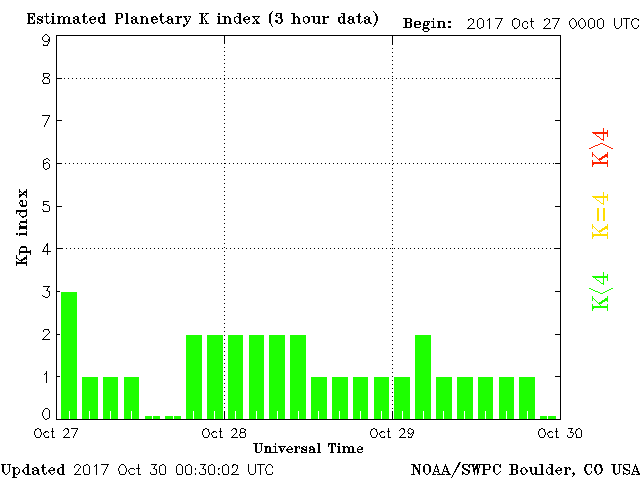 Estimated Planetary K index (3 hour data)
Begin: 2017 Oct 27 0000 UTC
9
8
7
6
5
4
3
2
1
0
Kp index
K>4
K=4
K<4
Oct 27
Oct 28
Oct 29
Oct 30
Universal Time
Updated 2017 Oct 30 00:30:02 UTC
NOAA/SWPC Boulder, CO USA